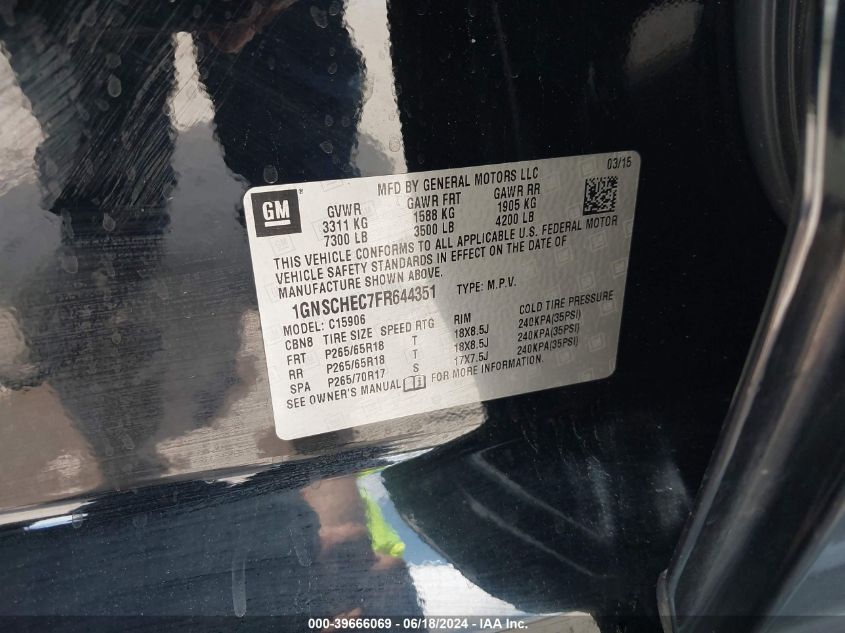 03/15
MFD BY GENERAL MOTORS LLC
GM
GVWR GAWR FRT GAWR RR
3311 KG 1588 KG 1905 KG
7300 LB 3500 LB 4200 LB
THIS VEHICLE CONFORMS TO ALL APPLICABLE U.S. FEDERAL MOTOR
VEHICLE SAFETY STANDARDS IN EFFECT ON THE DATE OF
MANUFACTURE SHOWN ABOVE.
1GNSCHEC7FR644351 TYPE: M.P.V.
MODEL: C15906
CBN8 TIRE SIZE SPEED RTG RIM COLD TIRE PRESSURE
FRT P265/65R18 T 18X8.5J 240KPA(35PSI)
RR P265/65R18 T 18X8.5J 240KPA(35PSI)
SPA P265/70R17 S 17X7.5J 240KPA(35PSI)
SEE OWNER'S MANUAL FOR MORE INFORMATION.
000-39666069 - 06/18/2024 - IAA Inc.